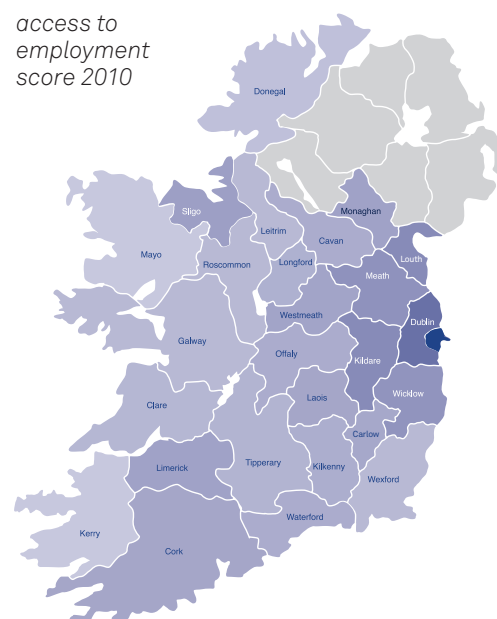 access to
employment
score 2010
Donegal
Sligo
Monaghan
Leitrim
Cavan
Louth
Mayo
Roscommon
Longford
Meath
Westmeath
Dublin
Galway
Offaly
Kildare
Wicklow
Laois
Clare
Carlow
Limerick
Tipperary
Kilkenny
Wexford
Waterford
Kerry
Cork